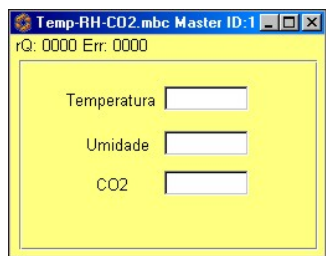 Temp-RH-CO2.mbc Master ID:1
rQ: 0000 Err: 0000
Temperatura
Umidade
CO2